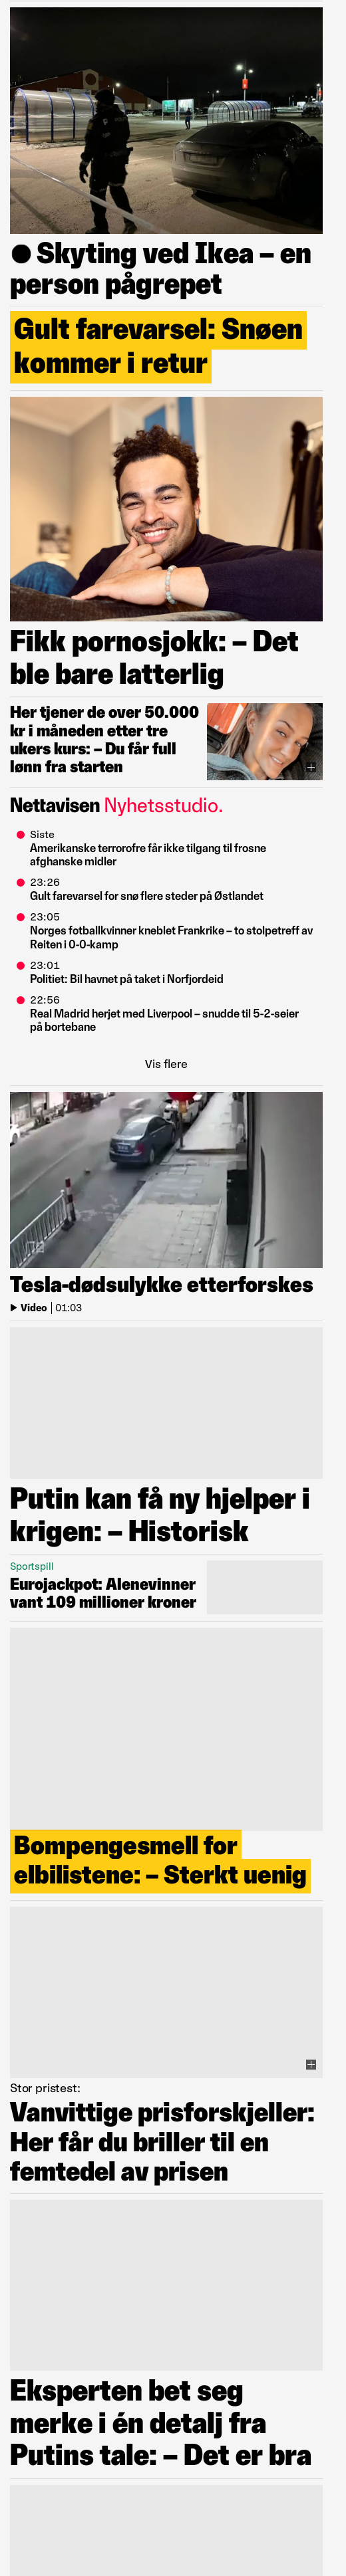 Skyting ved Ikea – en
person pågrepet
Gult farevarsel: Snøen
kommer i retur
Fikk pornosjokk: – Det
ble bare latterlig
Her tjener de over 50.000
kr i måneden etter tre
ukers kurs: – Du får full
lønn fra starten
Nettavisen Nyhetsstudio.
Siste
Amerikanske terrorofre får ikke tilgang til frosne
afghanske midler
23:26
Gult farevarsel for snø flere steder på Østlandet
23:05
Norges fotballkvinner kneblet Frankrike – to stolpetreff av
Reiten i 0-0-kamp
23:01
Politiet: Bil havnet på taket i Norfjordeid
22:56
Real Madrid herjet med Liverpool – snudde til 5-2-seier
på bortebane
Vis flere
Tesla-dødsulykke etterforskes
Video | 01:03
Putin kan få ny hjelper i
krigen: – Historisk
Sportspill
Eurojackpot: Alenevinner
vant 109 millioner kroner
Bompengesmell for
elbilistene: – Sterkt uenig
Stor pristest:
Vanvittige prisforskjeller:
Her får du briller til en
femtedel av prisen
Eksperten bet seg
merke i én detalj fra
Putins tale: – Det er bra